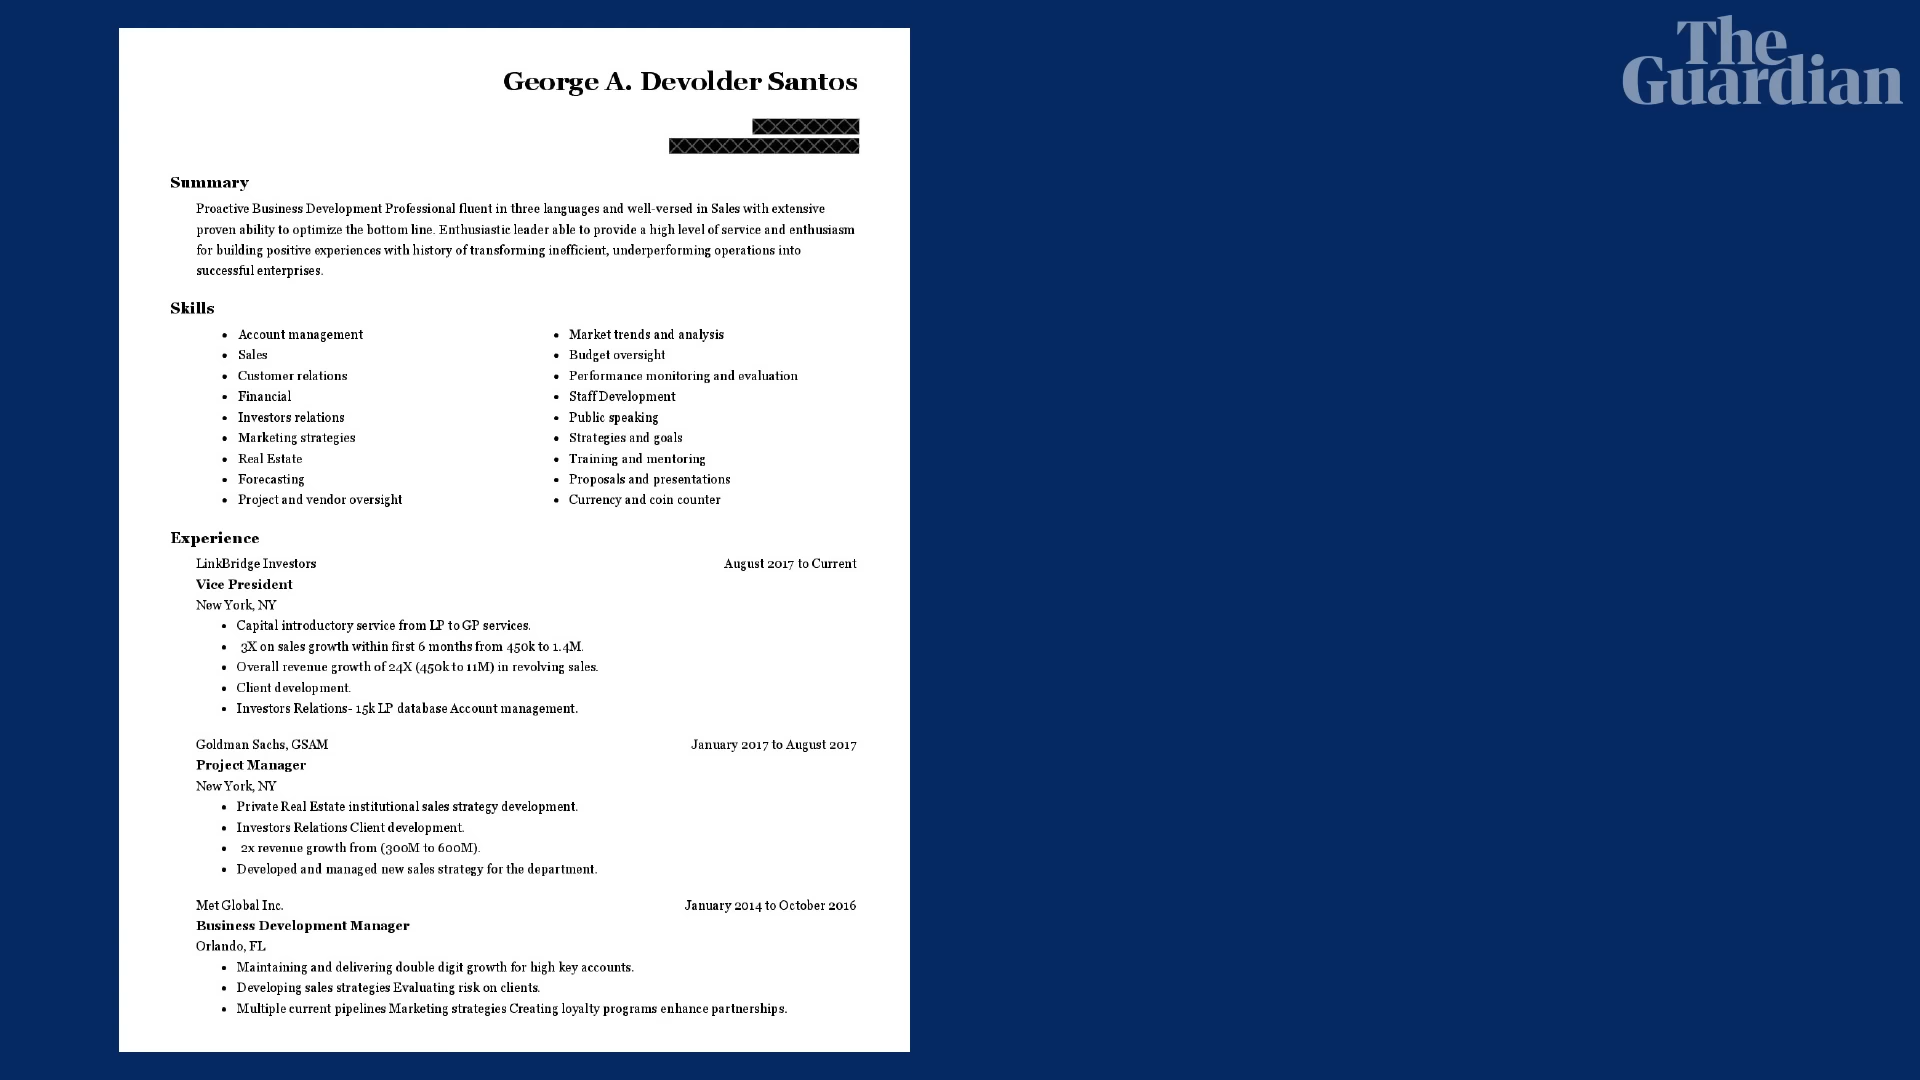 The
Guardian
George A. Devolder Santos
Summary
Proactive Business Development Professional fluent in three languages and well-versed in Sales with extensive
proven ability to optimize the bottom line. Enthusiastic leader able to provide a high level of service and enthusiasm
for building positive experiences with history of transforming inefficient, underperforming operations into
successful enterprises.
Skills
• Account management
• Sales
• Customer relations
• Financial
• Investors relations
• Marketing strategies
• Real Estate
• Forecasting
• Project and vendor oversight
• Market trends and analysis
• Budget oversight
• Performance monitoring and evaluation
• Staff Development
• Public speaking
• Strategies and goals
• Training and mentoring
• Proposals and presentations
• Currency and coin counter
Experience
LinkBridge Investors August 2017 to Current
Vice President
New York, NY
• Capital introductory service from LP to GP services.
• 3X on sales growth within first 6 months from 450k to 1.4M.
• Overall revenue growth of 24X (450k to 11M) in revolving sales.
• Client development.
• Investors Relations- 15k LP database Account management.
Goldman Sachs, GSAM January 2017 to August 2017
Project Manager
New York, NY
• Private Real Estate institutional sales strategy development.
• Investors Relations Client development.
• 2x revenue growth from (300M to 600M).
• Developed and managed new sales strategy for the department.
Met Global Inc. January 2014 to October 2016
Business Development Manager
Orlando, FL
• Maintaining and delivering double digit growth for high key accounts.
• Developing sales strategies Evaluating risk on clients.
• Multiple current pipelines Marketing strategies Creating loyalty programs enhance partnerships.